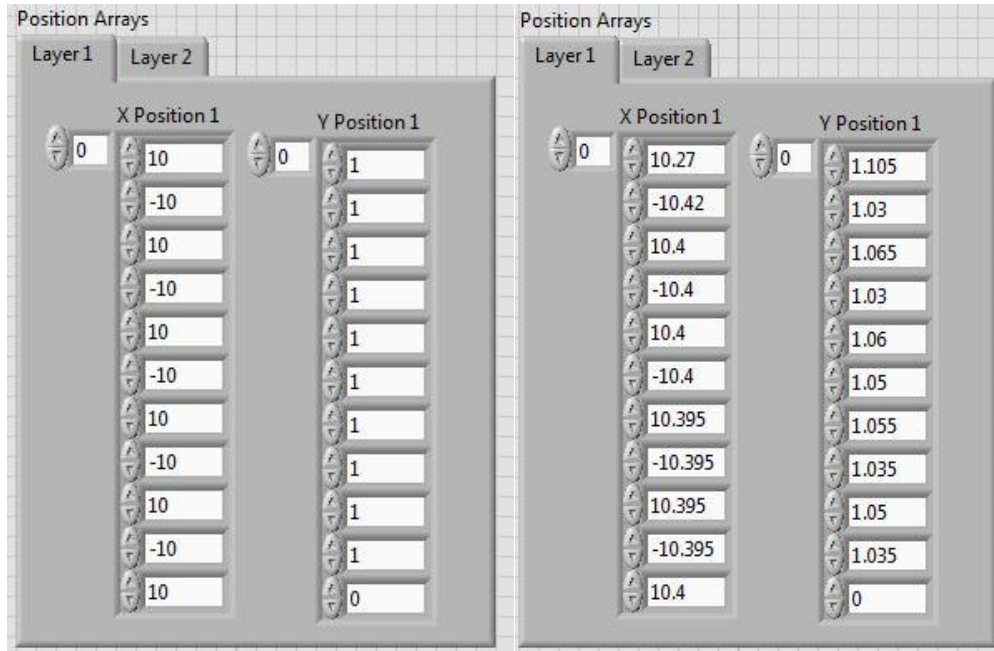 Position Arrays
Layer 1 Layer 2
X Position 1 Y Position 1
0 10 0 1
-10 1
10 1
-10 1
10 1
-10 1
10 1
-10 1
10 1
-10 1
10 0
Position Arrays
Layer 1 Layer 2
X Position 1 Y Position 1
0 10.27 0 1.105
-10.42 1.03
10.4 1.065
-10.4 1.03
10.4 1.06
-10.4 1.05
10.395 1.055
-10.395 1.035
10.395 1.05
-10.395 1.035
10.4 0